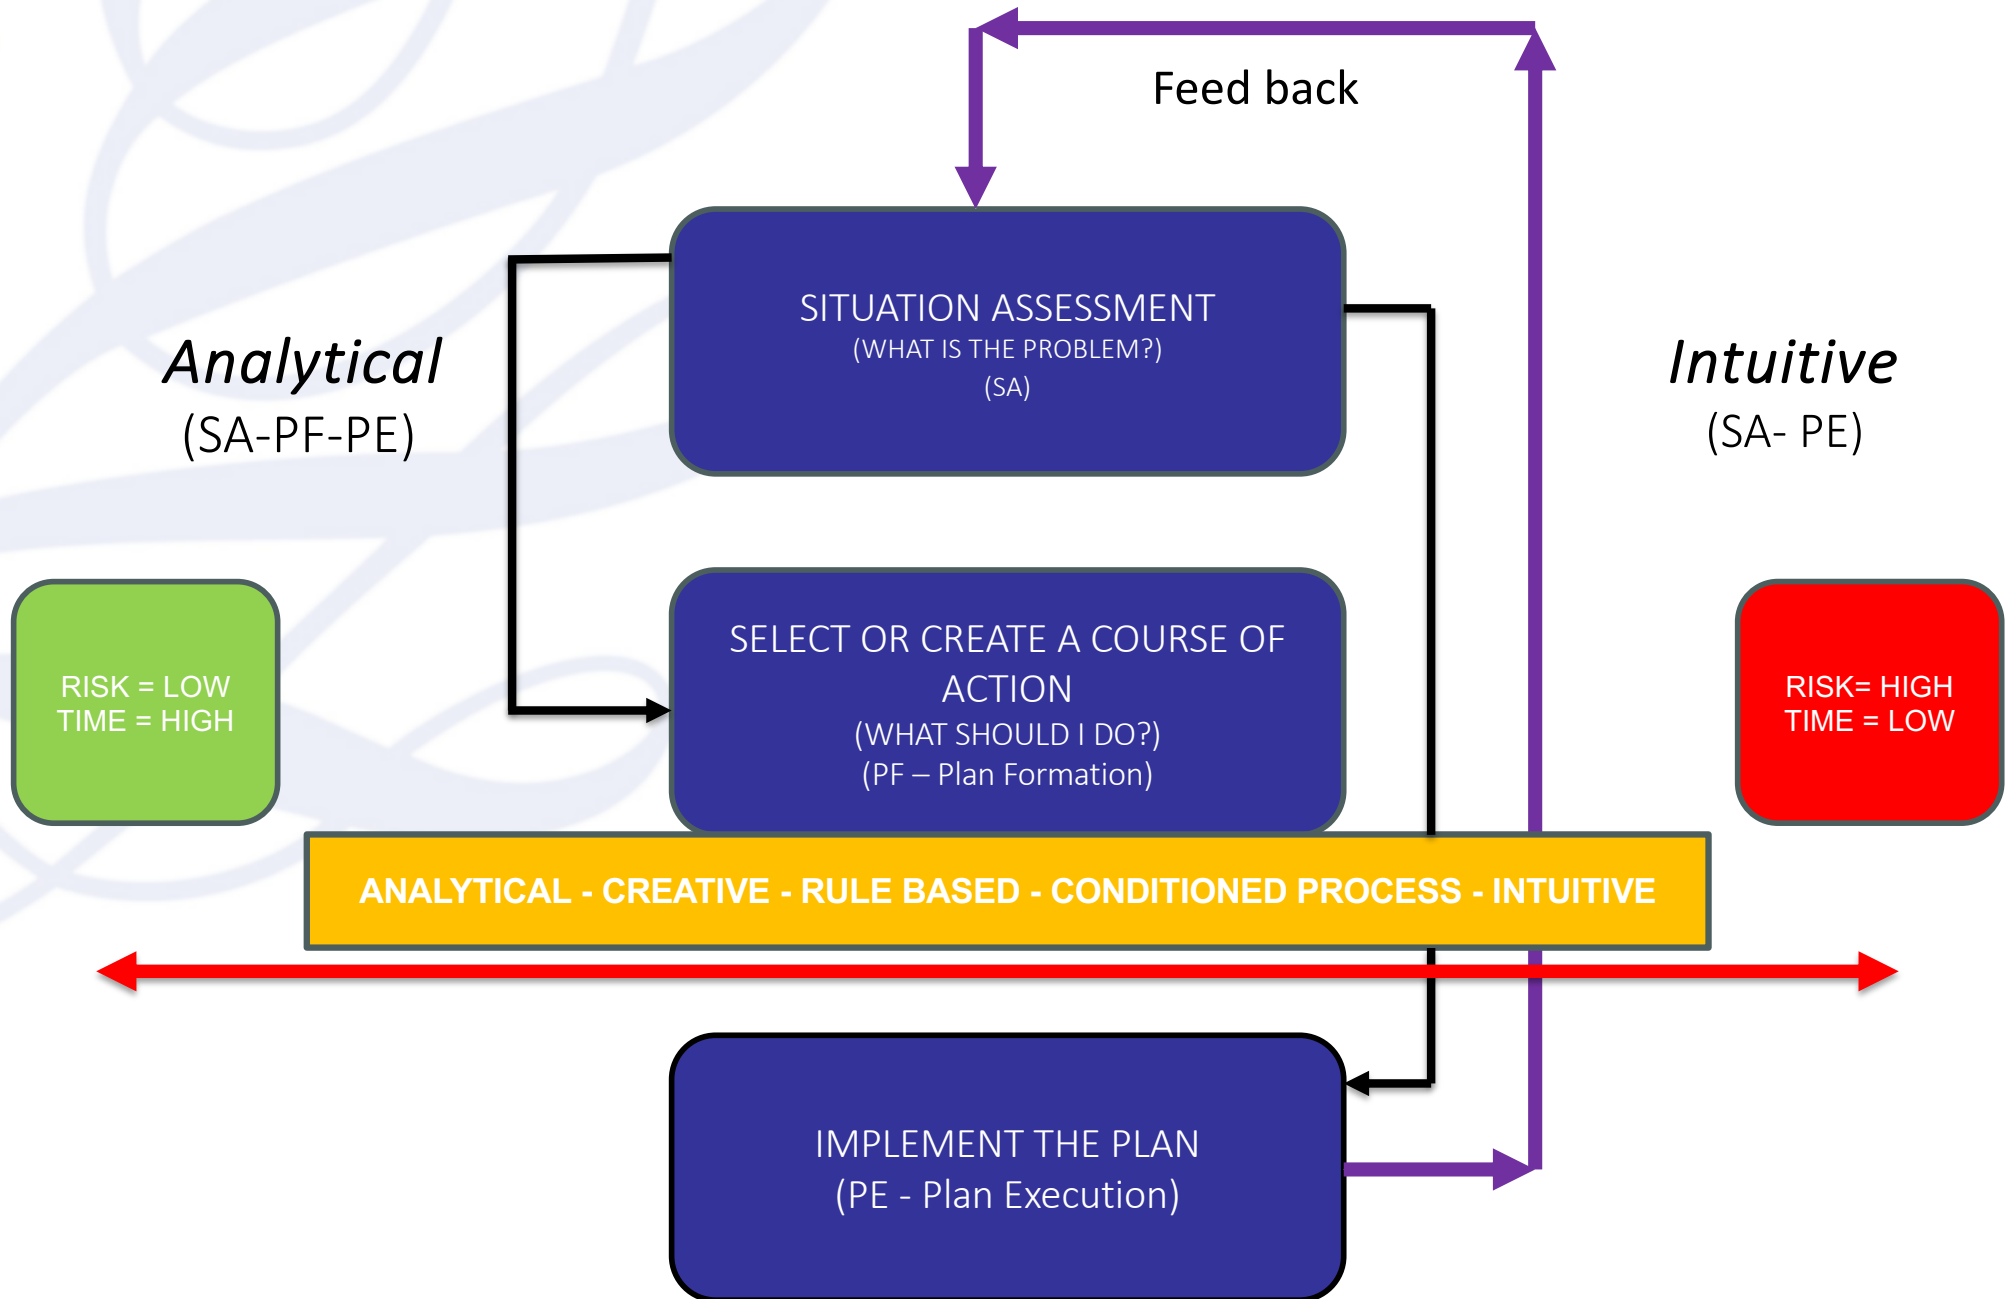 Feed back
SITUATION ASSESSMENT
(WHAT IS THE PROBLEM?)
(SA)
Analytical
(SA-PF-PE)
Intuitive
(SA- PE)
SELECT OR CREATE A COURSE OF
ACTION
(WHAT SHOULD I DO?)
(PF – Plan Formation)
RISK = LOW
TIME = HIGH
RISK= HIGH
TIME = LOW
ANALYTICAL - CREATIVE - RULE BASED - CONDITIONED PROCESS - INTUITIVE
IMPLEMENT THE PLAN
(PE - Plan Execution)